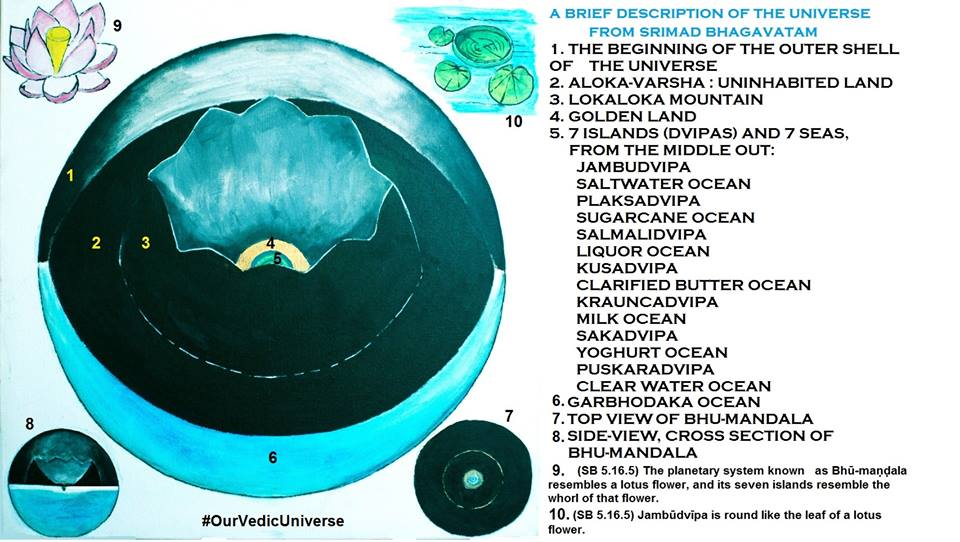 9
10
1
2
3
4
5
6
7
8
#OurVedicUniverse
A BRIEF DESCRIPTION OF THE UNIVERSE
FROM SRIMAD BHAGAVATAM
1. THE BEGINNING OF THE OUTER SHELL
OF THE UNIVERSE
2. ALOKA-VARSHA : UNINHABITED LAND
3. LOKALOKA MOUNTAIN
4. GOLDEN LAND
5. 7 ISLANDS (DVIPAS) AND 7 SEAS,
FROM THE MIDDLE OUT:
JAMBUDVIPA
SALTWATER OCEAN
PLAKSADVIPA
SUGARCANE OCEAN
SALMALIDVIPA
LIQUOR OCEAN
KUSADVIPA
CLARIFIED BUTTER OCEAN
KRAUNCADVIPA
MILK OCEAN
SAKADVIPA
YOGHURT OCEAN
PUSKARADVIPA
CLEAR WATER OCEAN
6. GARBHODAKA OCEAN
7. TOP VIEW OF BHU-MANDALA
8. SIDE-VIEW, CROSS SECTION OF
BHU-MANDALA
9. (SB 5.16.5) The planetary system known as Bhū-maṇḍala
resembles a lotus flower, and its seven islands resemble the
whorl of that flower.
10. (SB 5.16.5) Jambūdvīpa is round like the leaf of a lotus
flower.